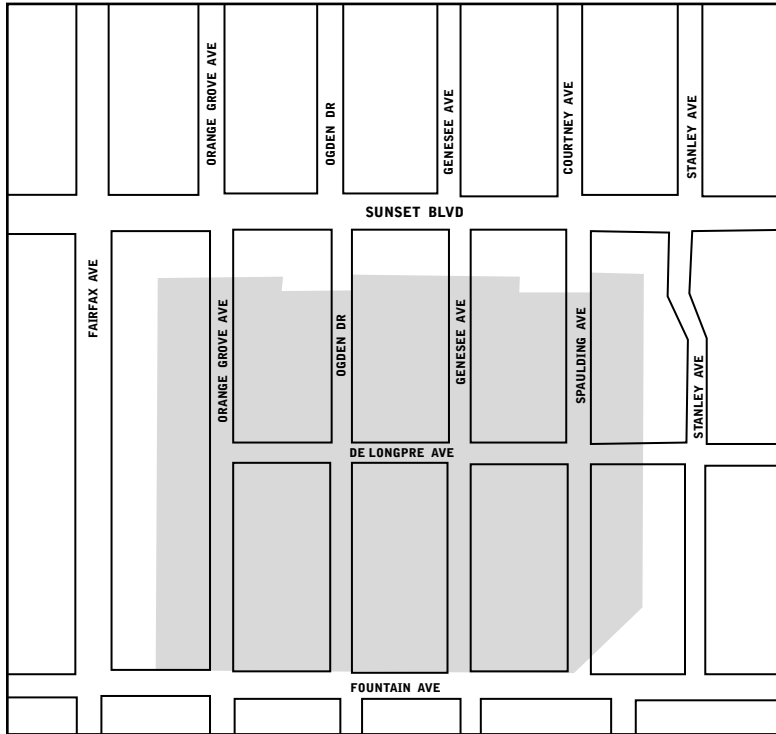 ORANGE GROVE AVE
OGDEN DR
GENESEE AVE
COURTNEY AVE
STANLEY AVE
SUNSET BLVD
FAIRFAX AVE
ORANGE GROVE AVE
OGDEN DR
GENESEE AVE
SPAULDING AVE
STANLEY AVE
DE LONGPRE AVE
FOUNTAIN AVE